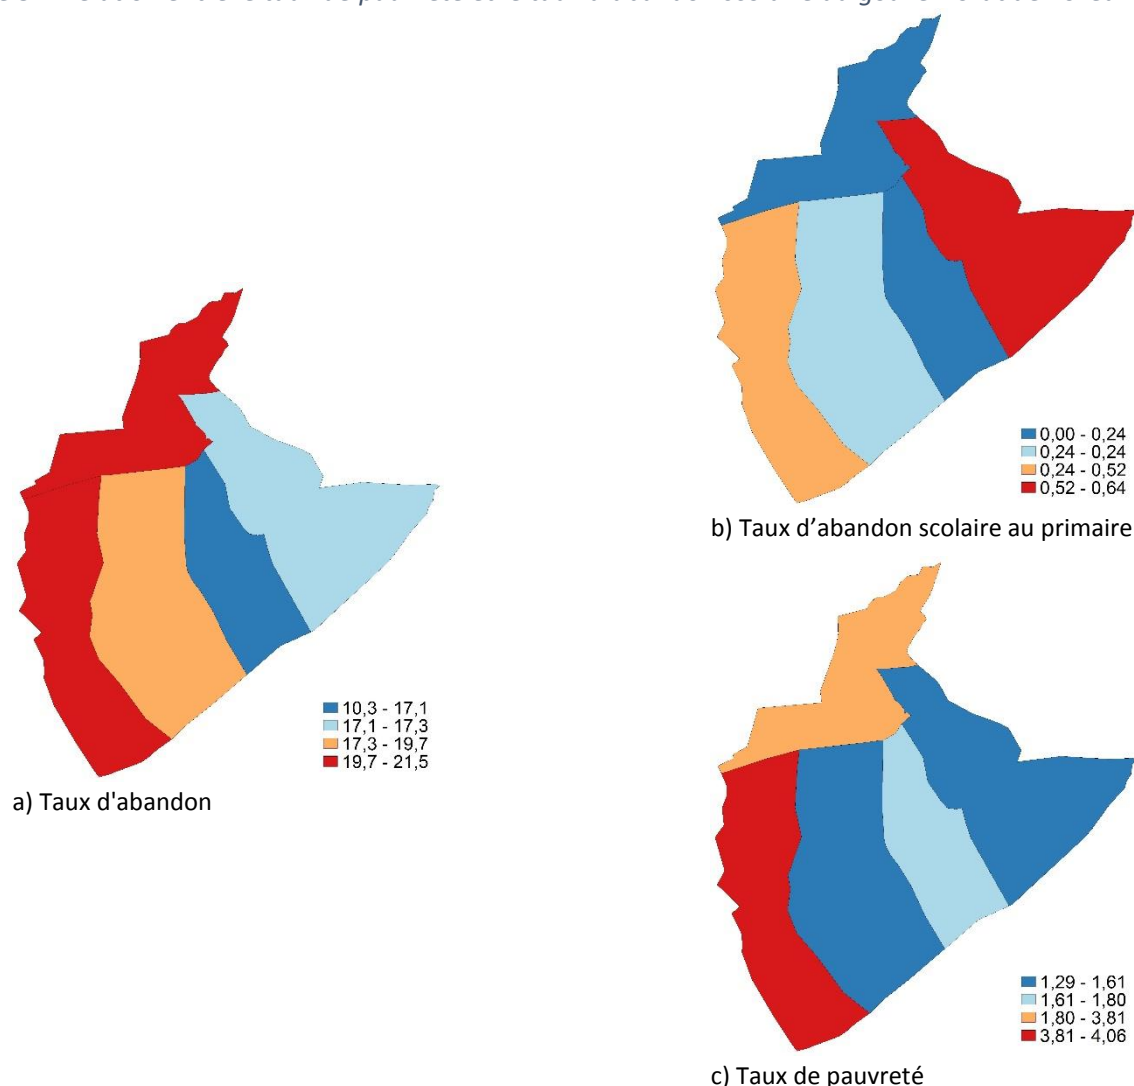 10,3 - 17,1
17,1 - 17,3
17,3 - 19,7
19,7 - 21,5
a) Taux d'abandon
0,00 - 0,24
0,24 - 0,24
0,24 - 0,52
0,52 - 0,64
b) Taux d’abandon scolaire au primaire
1,29 - 1,61
1,61 - 1,80
1,80 - 3,81
3,81 - 4,06
c) Taux de pauvreté